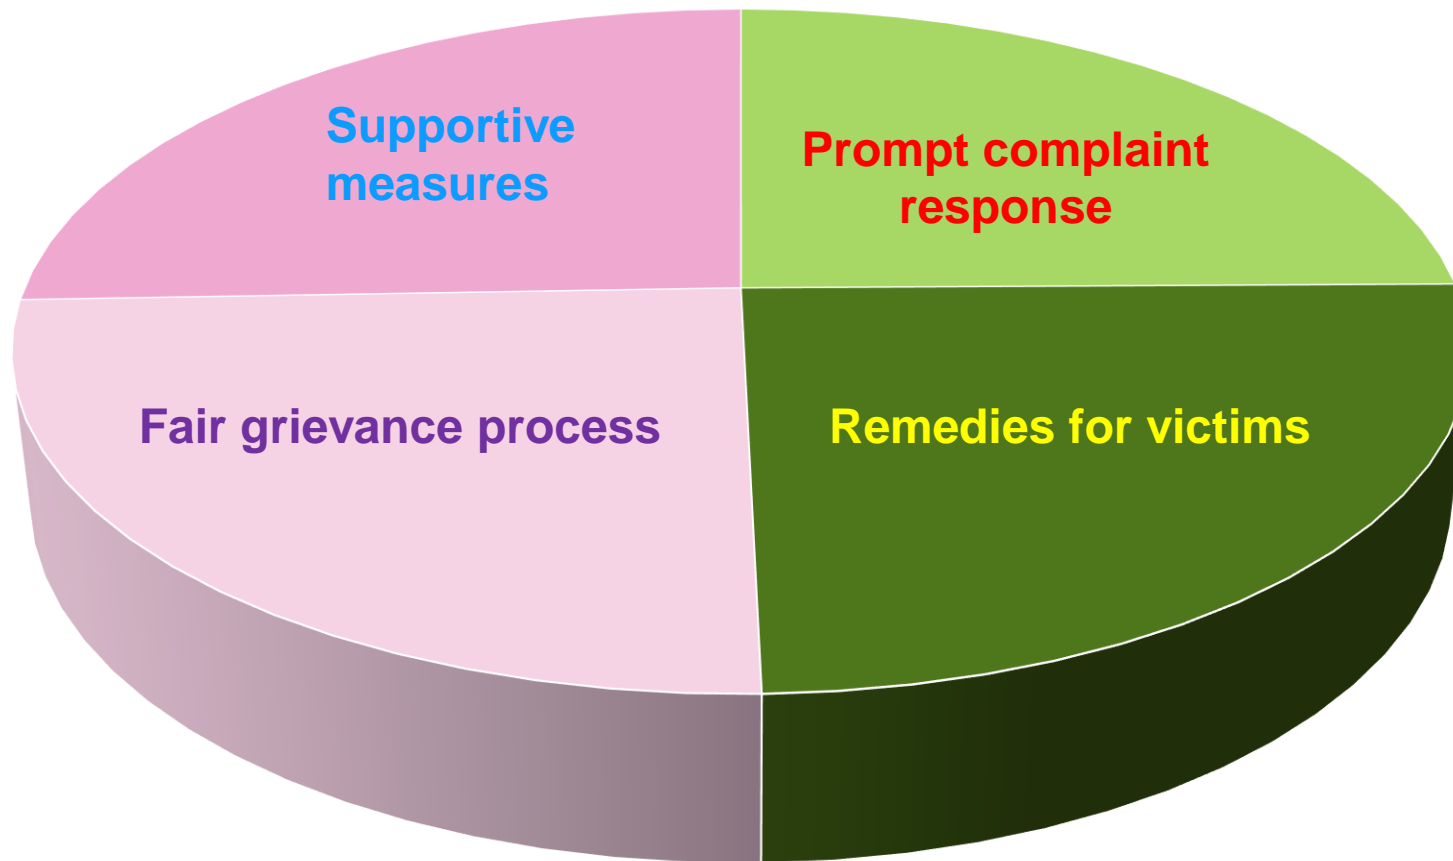 Supportive
measures
Prompt complaint
response
Fair grievance process
Remedies for victims